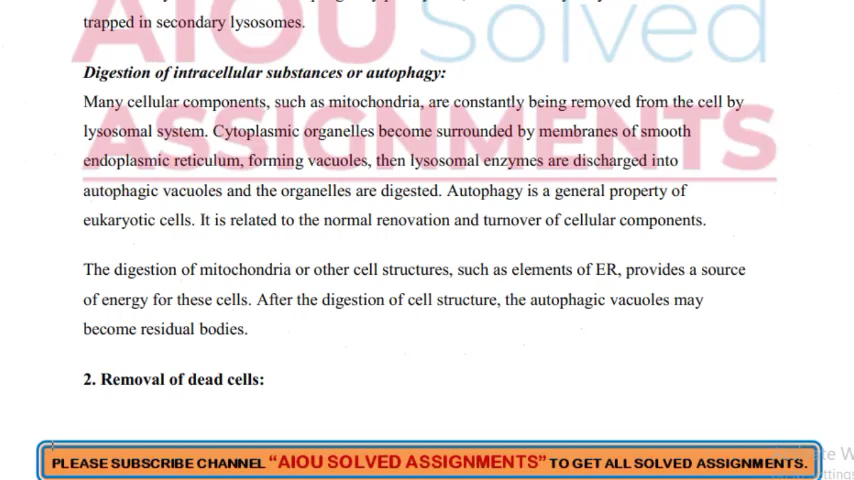 trapped in secondary lysosomes.
AIOU Solved
ASSIGNMENTS
Digestion of intracellular substances or autophagy:
Many cellular components, such as mitochondria, are constantly being removed from the cell by
lysosomal system. Cytoplasmic organelles become surrounded by membranes of smooth
endoplasmic reticulum, forming vacuoles, then lysosomal enzymes are discharged into
autophagic vacuoles and the organelles are digested. Autophagy is a general property of
eukaryotic cells. It is related to the normal renovation and turnover of cellular components.
The digestion of mitochondria or other cell structures, such as elements of ER, provides a source
of energy for these cells. After the digestion of cell structure, the autophagic vacuoles may
become residual bodies.
2. Removal of dead cells:
PLEASE SUBSCRIBE CHANNEL “AIOU SOLVED ASSIGNMENTS” TO GET ALL SOLVED ASSIGNMENTS.